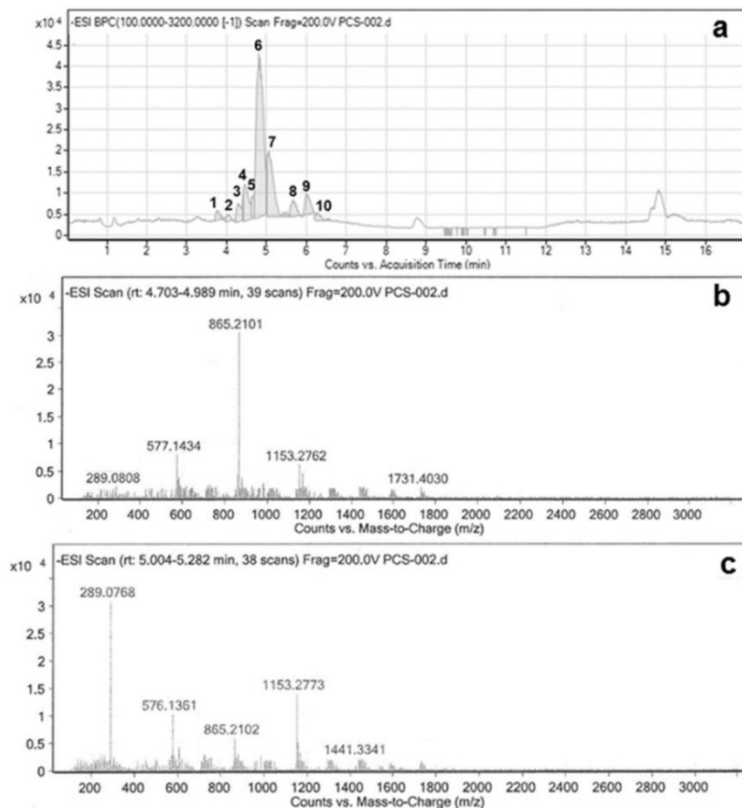 x10 4 -ESI BPC(100.0000-3200.0000 [-1]) Scan Frag=200.0V PCS-002.d
a
6
4.5
4
3.5
3
2.5
2
7
1.5
4
1
1 2 3 5 8 9 10
0.5
0
1 2 3 4 5 6 7 8 9 10 11 12 13 14 15 16
Counts vs. Acquisition Time (min)
x10 4 -ESI Scan (rt: 4.703-4.989 min, 39 scans) Frag=200.0V PCS-002.d
b
865.2101
3
2.5
2
1.5
1
577.1434
1153.2762
0.5
289.0808
1731.4030
0
200 400 600 800 1000 1200 1400 1600 1800 2000 2200 2400 2600 2800 3000
Counts vs. Mass-to-Charge (m/z)
x10 4 -ESI Scan (rt: 5.004-5.282 min, 38 scans) Frag=200.0V PCS-002.d
c
289.0768
3
2.5
2
1.5
1153.2773
576.1361
1
865.2102
0.5
1441.3341
0
200 400 600 800 1000 1200 1400 1600 1800 2000 2200 2400 2600 2800 3000
Counts vs. Mass-to-Charge (m/z)